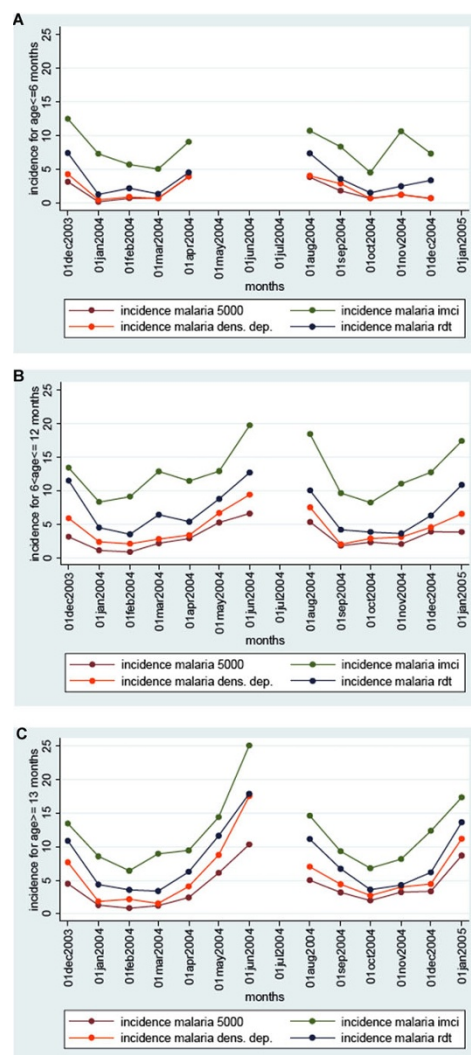 A
incidence for age<=6 months
25
20
15
10
5
0
01dec2003
01jan2004
01feb2004
01mar2004
01apr2004
01may2004
01jun2004
01jul2004
01aug2004
01sep2004
01oct2004
01nov2004
01dec2004
01jan2005
months
incidence malaria 5000
incidence malaria imci
incidence malaria dens. dep.
incidence malaria rdt
B
incidence for 6<age<= 12 months
25
20
15
10
5
0
01dec2003
01jan2004
01feb2004
01mar2004
01apr2004
01may2004
01jun2004
01jul2004
01aug2004
01sep2004
01oct2004
01nov2004
01dec2004
01jan2005
months
incidence malaria 5000
incidence malaria imci
incidence malaria dens. dep.
incidence malaria rdt
C
incidence for age>= 13 months
25
20
15
10
5
0
01dec2003
01jan2004
01feb2004
01mar2004
01apr2004
01may2004
01jun2004
01jul2004
01aug2004
01sep2004
01oct2004
01nov2004
01dec2004
01jan2005
months
incidence malaria 5000
incidence malaria imci
incidence malaria dens. dep.
incidence malaria rdt